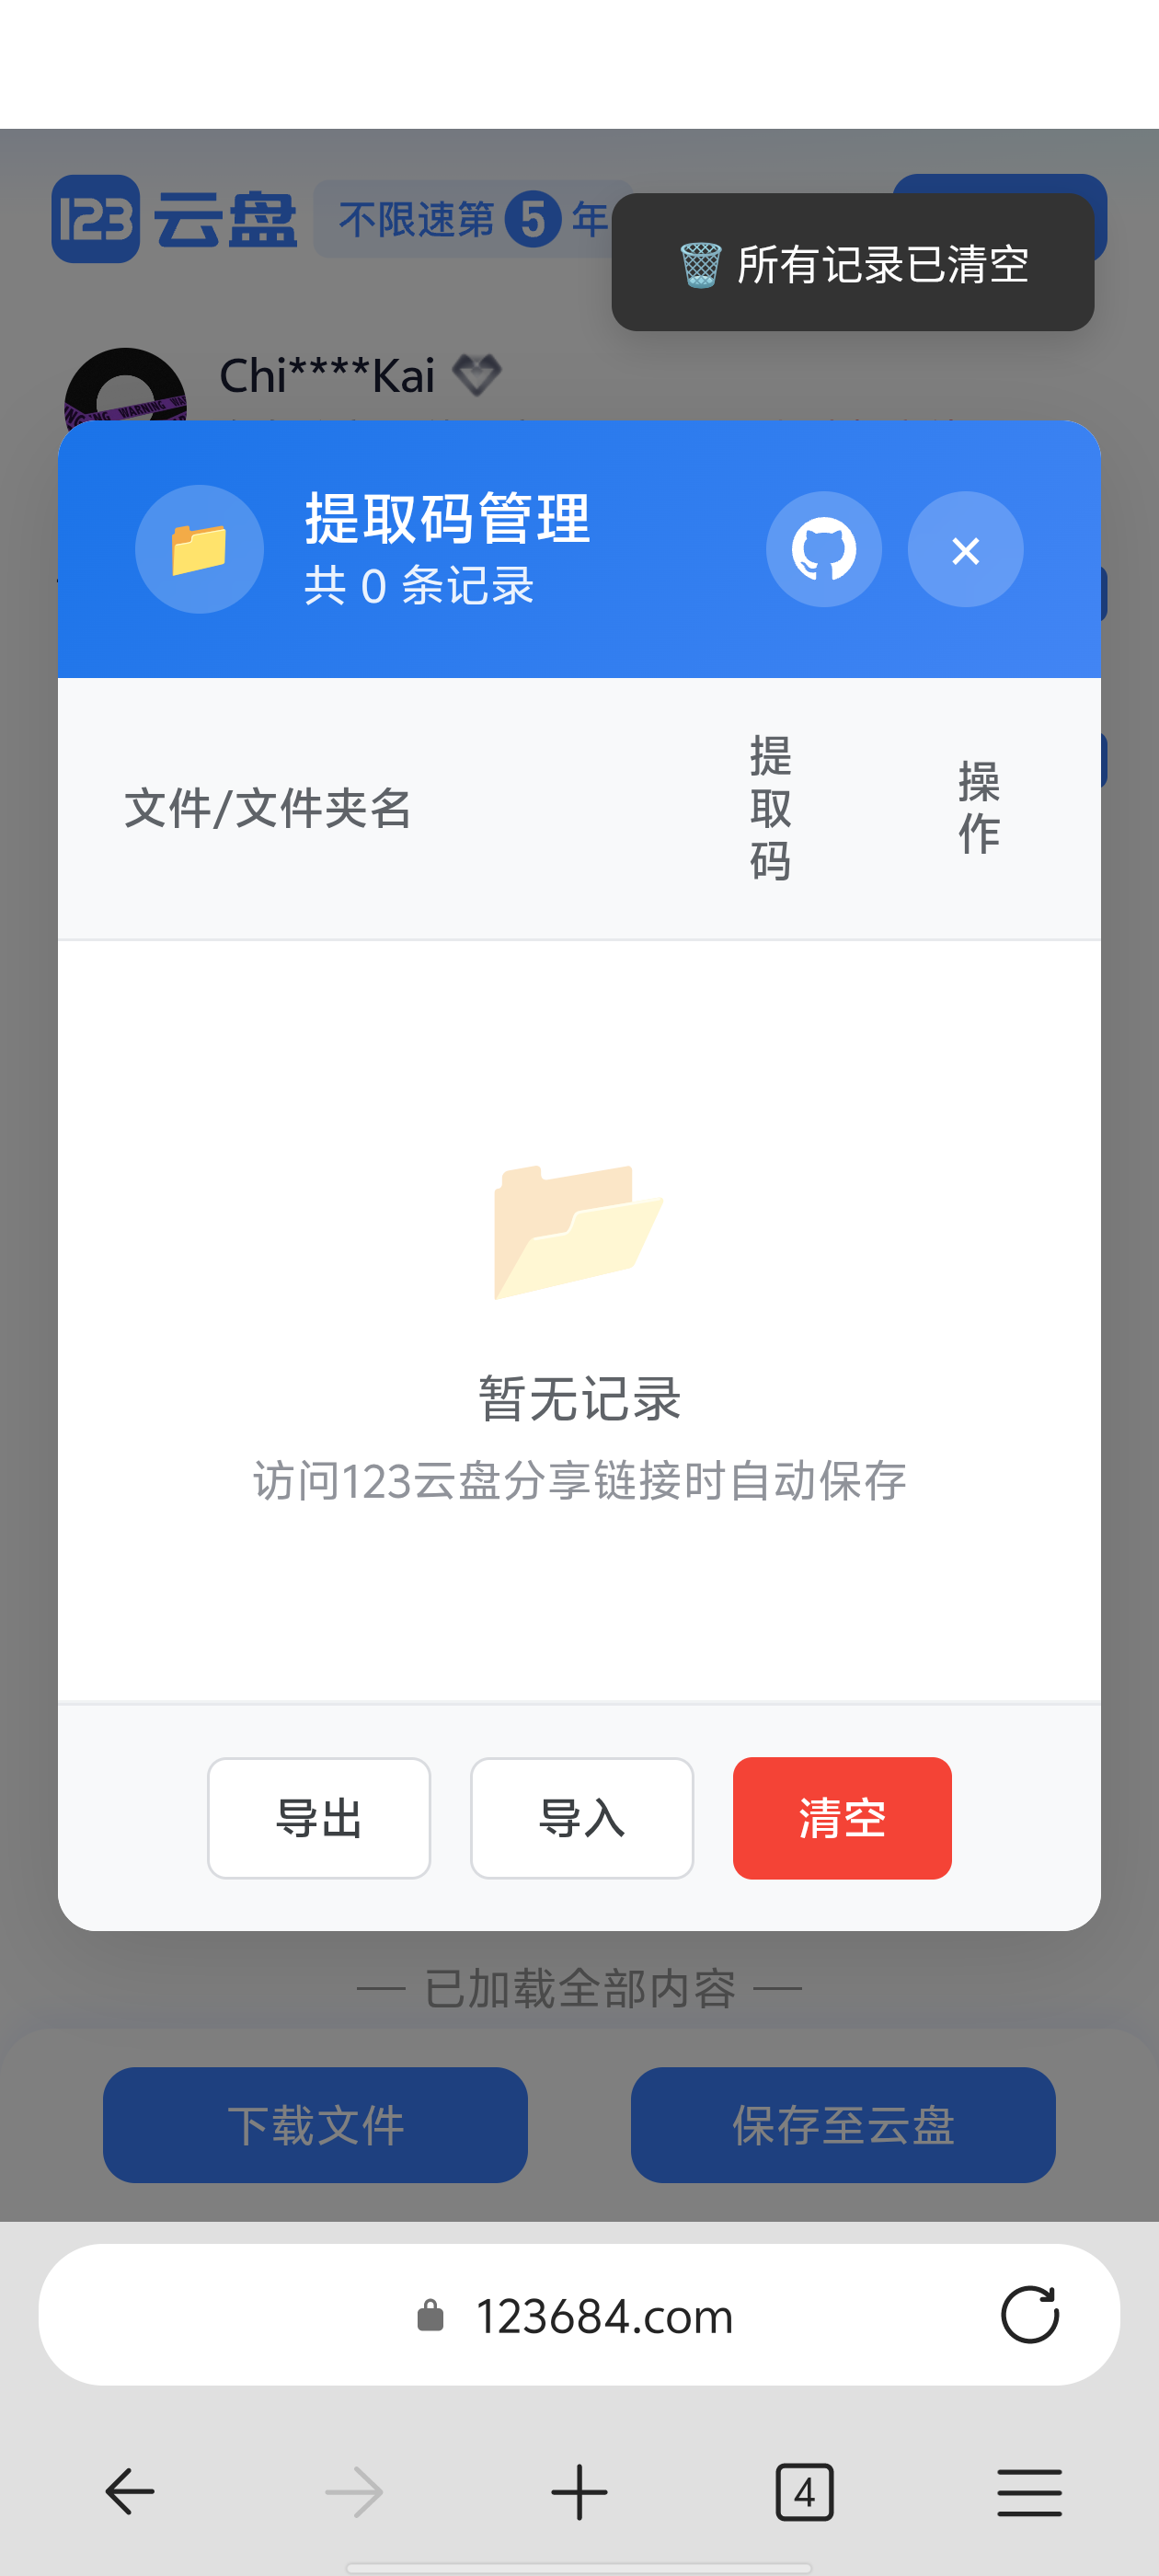 123云盘 不限速第5年
🗑️ 所有记录已清空
Chi****Kai
WARNING
提取码管理
共 0 条记录
文件/文件夹名
提取码
操作
暂无记录
访问123云盘分享链接时自动保存
导出
导入
清空
已加载全部内容
下载文件
保存至云盘
123684.com
4